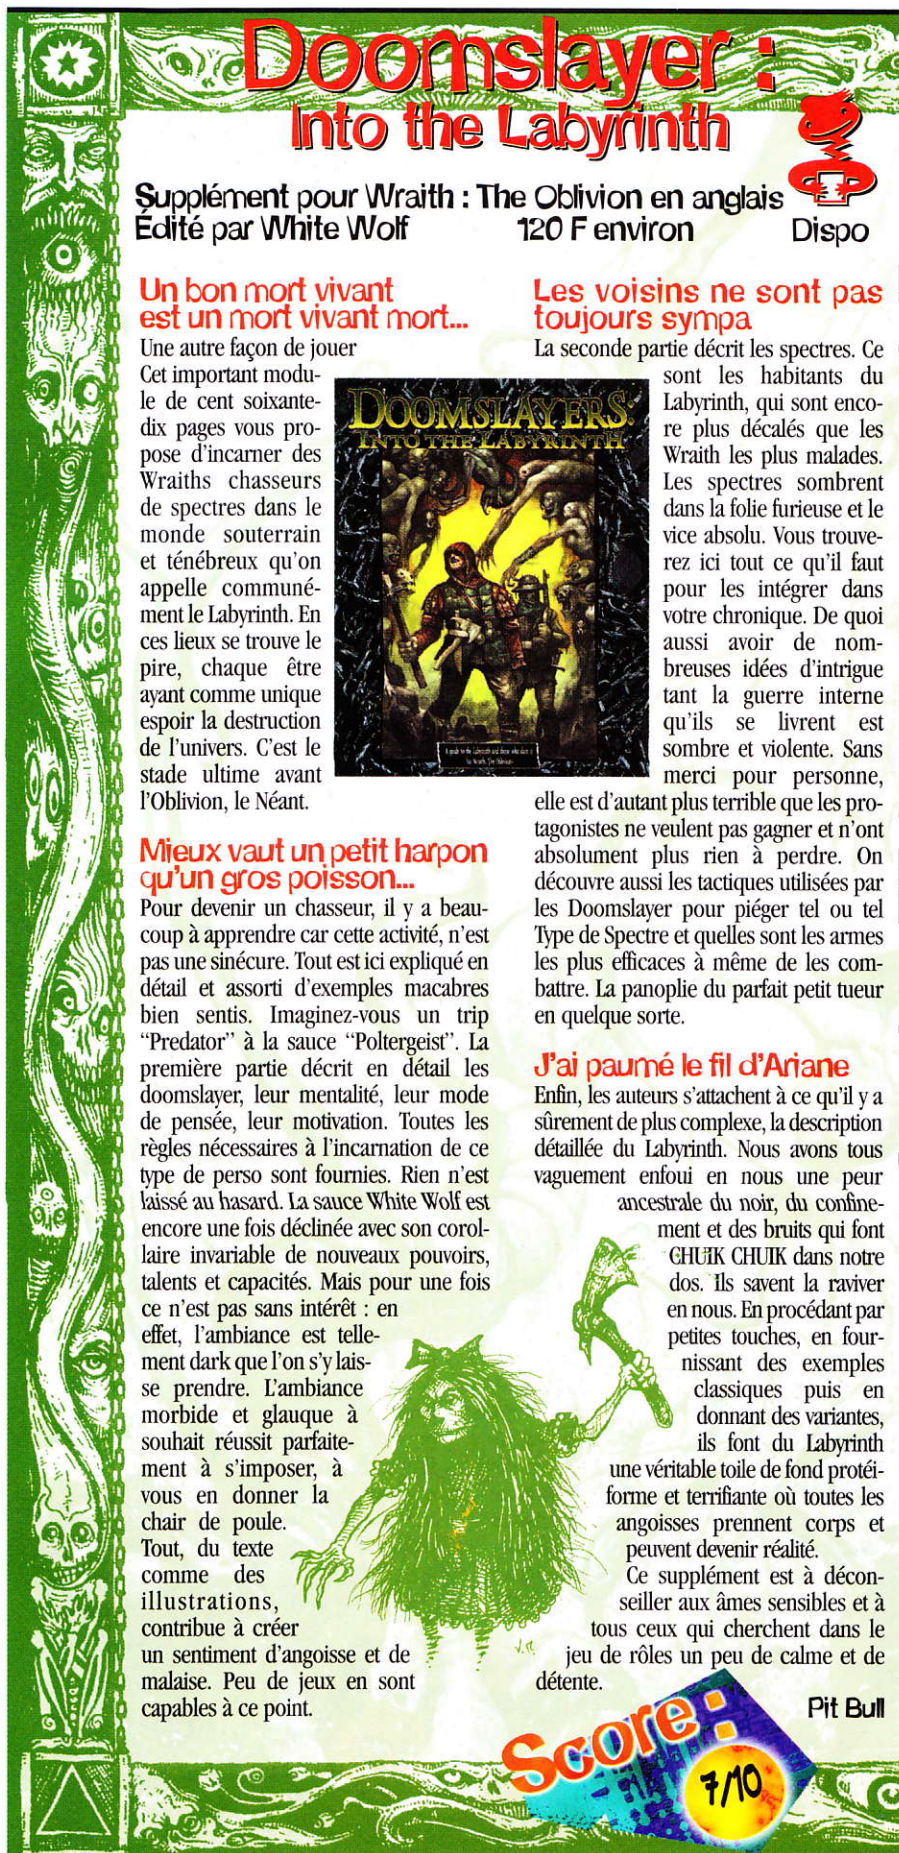 Doomslayer :
Into the Labyrinth
Supplément pour Wraith : The Oblivion en anglais
Édité par White Wolf 120 F environ Dispo
Un bon mort vivant
est un mort vivant mort...
Une autre façon de jouer
Cet important modu-
le de cent soixante-
dix pages vous pro-
pose d'incarner des
Wraiths chasseurs
de spectres dans le
monde souterrain
et ténébreux qu'on
appelle communé-
ment le Labyrinth. En
ces lieux se trouve le
pire, chaque être
ayant comme unique
espoir la destruction
de l'univers. C'est le
stade ultime avant
l'Oblivion, le Néant.
DOOMSLAYERS:
INTO THE LABYRINTH
A guide to the Labyrinth and those who dare it
for Wraith: The Oblivion
Mieux vaut un petit harpon
qu'un gros poisson...
Pour devenir un chasseur, il y a beau-
coup à apprendre car cette activité, n'est
pas une sinécure. Tout est ici expliqué en
détail et assorti d'exemples macabres
bien sentis. Imaginez-vous un trip
“Predator” à la sauce “Poltergeist”. La
première partie décrit en détail les
doomslayer, leur mentalité, leur mode
de pensée, leur motivation. Toutes les
règles nécessaires à l'incarnation de ce
type de perso sont fournies. Rien n'est
laissé au hasard. La sauce White Wolf est
encore une fois déclinée avec son corol-
laire invariable de nouveaux pouvoirs,
talents et capacités. Mais pour une fois
ce n'est pas sans intérêt : en
effet, l'ambiance est telle-
ment dark que l'on s'y lais-
se prendre. L'ambiance
morbide et glauque à
souhait réussit parfaite-
ment à s'imposer, à
vous en donner la
chair de poule.
Tout, du texte
comme des
illustrations,
contribue à créer
un sentiment d'angoisse et de
malaise. Peu de jeux en sont
capables à ce point.
Les voisins ne sont pas
toujours sympa
La seconde partie décrit les spectres. Ce
sont les habitants du
Labyrinth, qui sont enco-
re plus décalés que les
Wraith les plus malades.
Les spectres sombrent
dans la folie furieuse et le
vice absolu. Vous trouve-
rez ici tout ce qu'il faut
pour les intégrer dans
votre chronique. De quoi
aussi avoir de nom-
breuses idées d'intrigue
tant la guerre interne
qu'ils se livrent est
sombre et violente. Sans
merci pour personne,
elle est d'autant plus terrible que les pro-
tagonistes ne veulent pas gagner et n'ont
absolument plus rien à perdre. On
découvre aussi les tactiques utilisées par
les Doomslayer pour piéger tel ou tel
Type de Spectre et quelles sont les armes
les plus efficaces à même de les com-
battre. La panoplie du parfait petit tueur
en quelque sorte.
J'ai paumé le fil d'Ariane
Enfin, les auteurs s'attachent à ce qu'il y a
sûrement de plus complexe, la description
détaillée du Labyrinth. Nous avons tous
vaguement enfoui en nous une peur
ancestrale du noir, du confine-
ment et des bruits qui font
CHUIK CHUIK dans notre
dos. Ils savent la raviver
en nous. En procédant par
petites touches, en four-
nissant des exemples
classiques puis en
donnant des variantes,
ils font du Labyrinth
une véritable toile de fond protéi-
forme et terrifiante où toutes les
angoisses prennent corps et
peuvent devenir réalité.
Ce supplément est à décon-
seiller aux âmes sensibles et à
tous ceux qui cherchent dans le
jeu de rôles un peu de calme et de
détente.
Pit Bull
Score :
7/10